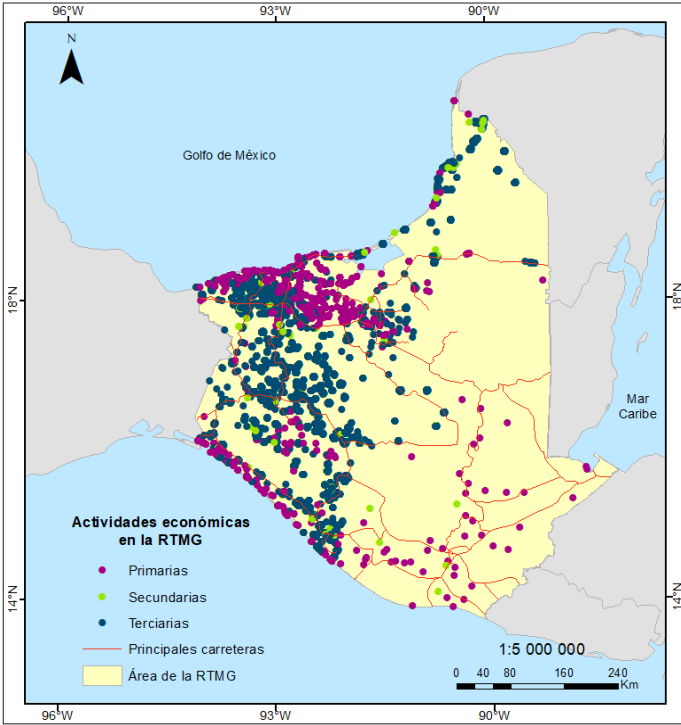 96°W 93°W 90°W
N
Golfo de México
18°N 18°N
Mar
Caribe
Actividades económicas
en la RTMG
Primarias
Secundarias
Terciarias
Principales carreteras
Área de la RTMG
14°N 14°N
1:5 000 000
0 40 80 160 240
Km
96°W 93°W 90°W